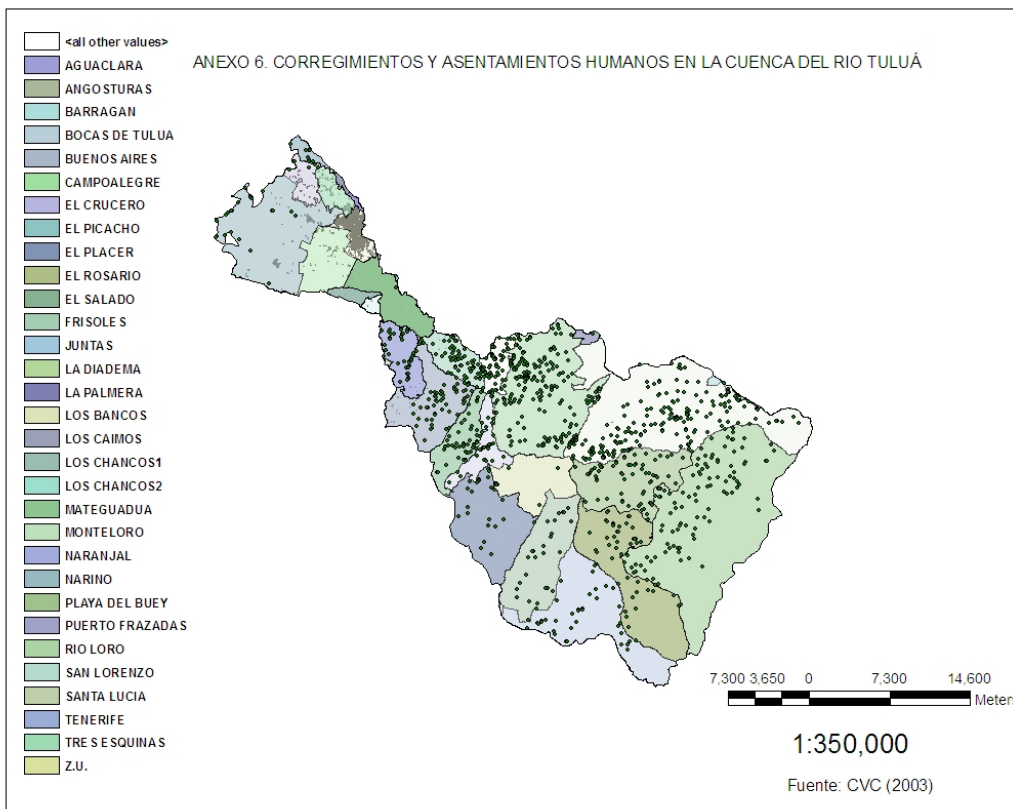 ANEXO 6. CORREGIMIENTOS Y ASENTAMIENTOS HUMANOS EN LA CUENCA DEL RIO TULUÁ
<all other values>
AGUACLARA
ANGOSTURAS
BARRAGAN
BOCAS DE TULUA
BUENOS AIRES
CAMPOALEGRE
EL CRUCERO
EL PICACHO
EL PLACER
EL ROSARIO
EL SALADO
FRISOLES
JUNTAS
LA DIADEMA
LA PALMERA
LOS BANCOS
LOS CAIMOS
LOS CHANCOS1
LOS CHANCOS2
MATEGUADUA
MONTELORO
NARANJAL
NARINO
PLAYA DEL BUEY
PUERTO FRAZADAS
RIO LORO
SAN LORENZO
SANTA LUCIA
TENERIFE
TRES ESQUINAS
Z.U.
7,300 3,650 0 7,300 14,600
Meters
1:350,000
Fuente: CVC (2003)